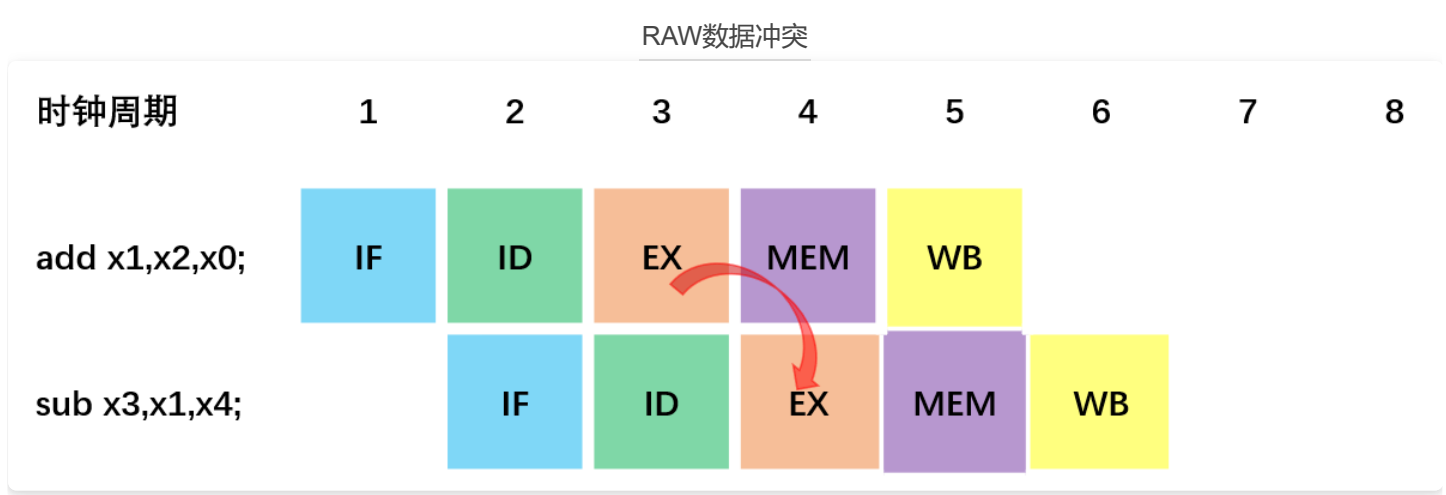 RAW数据冲突
时钟周期 1 2 3 4 5 6 7 8
add x1,x2,x0; IF ID EX MEM WB
sub x3,x1,x4; IF ID EX MEM WB